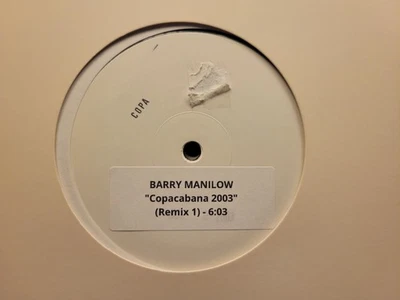 COPA
BARRY MANILOW
"Copacabana 2003"
(Remix 1) - 6:03